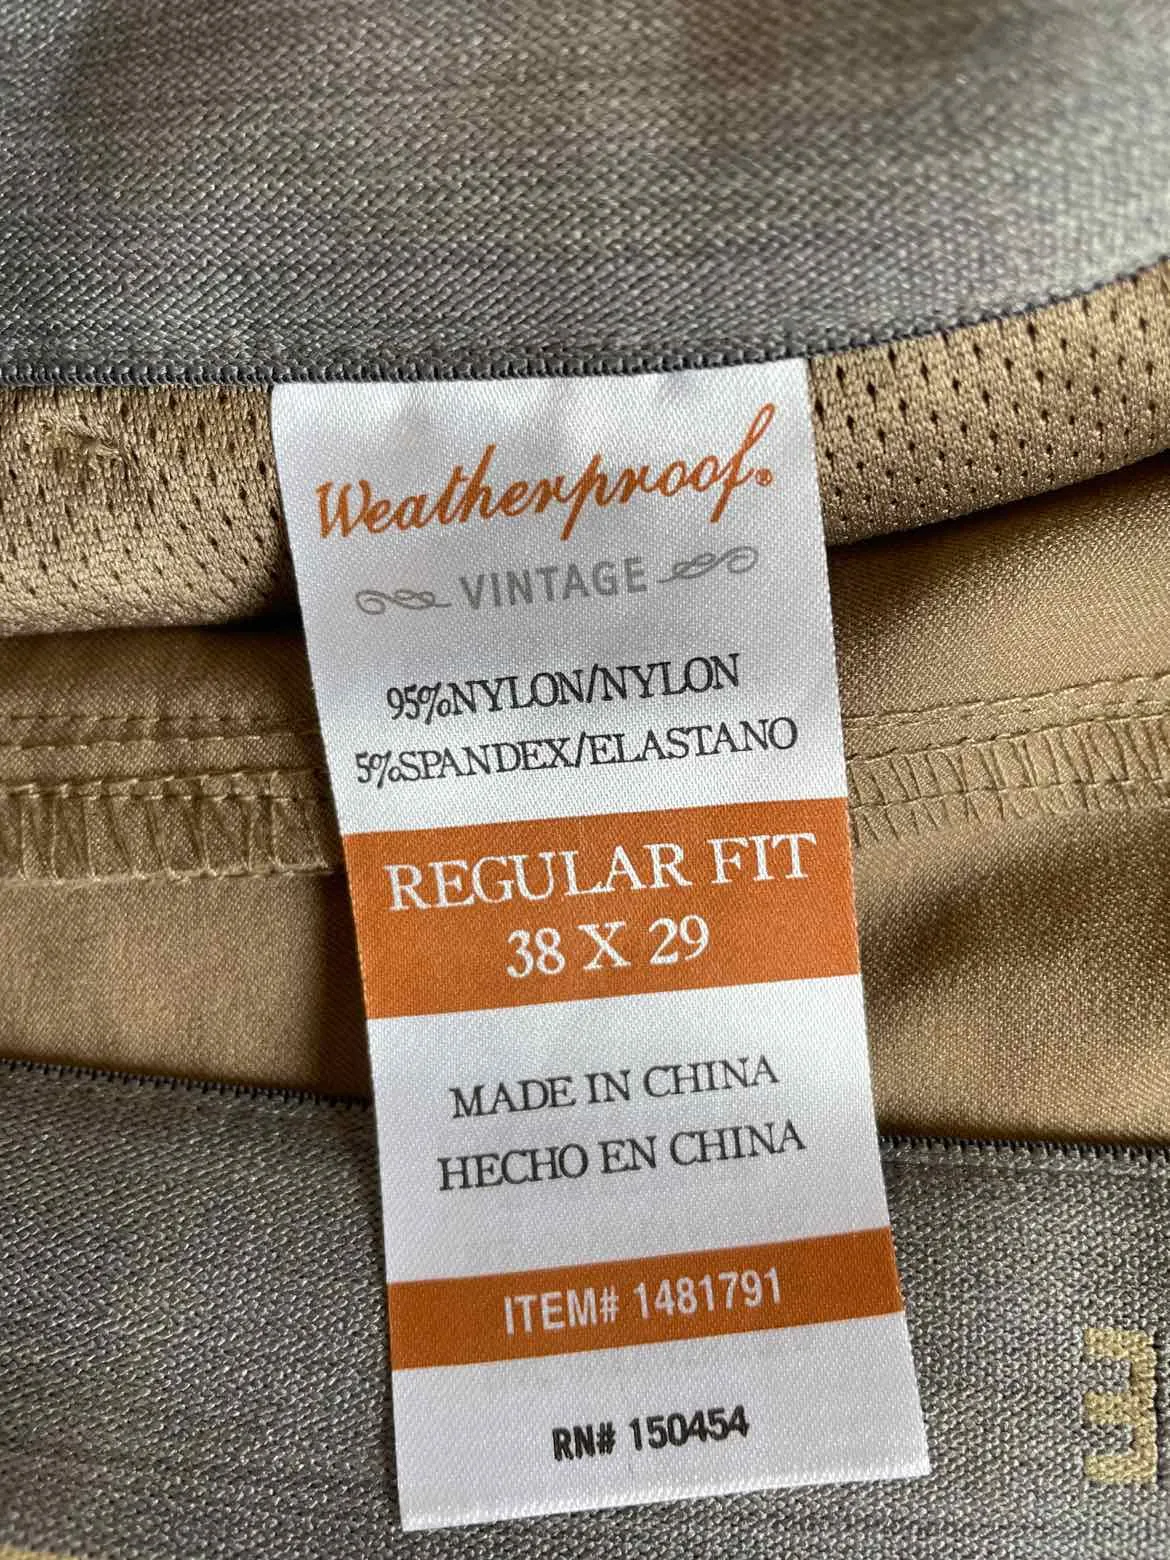 Weatherproof®
VINTAGE
95%NYLON/NYLON
5%SPANDEX/ELASTANO
REGULAR FIT
38 X 29
MADE IN CHINA
HECHO EN CHINA
ITEM# 1481791
RN# 150454
E